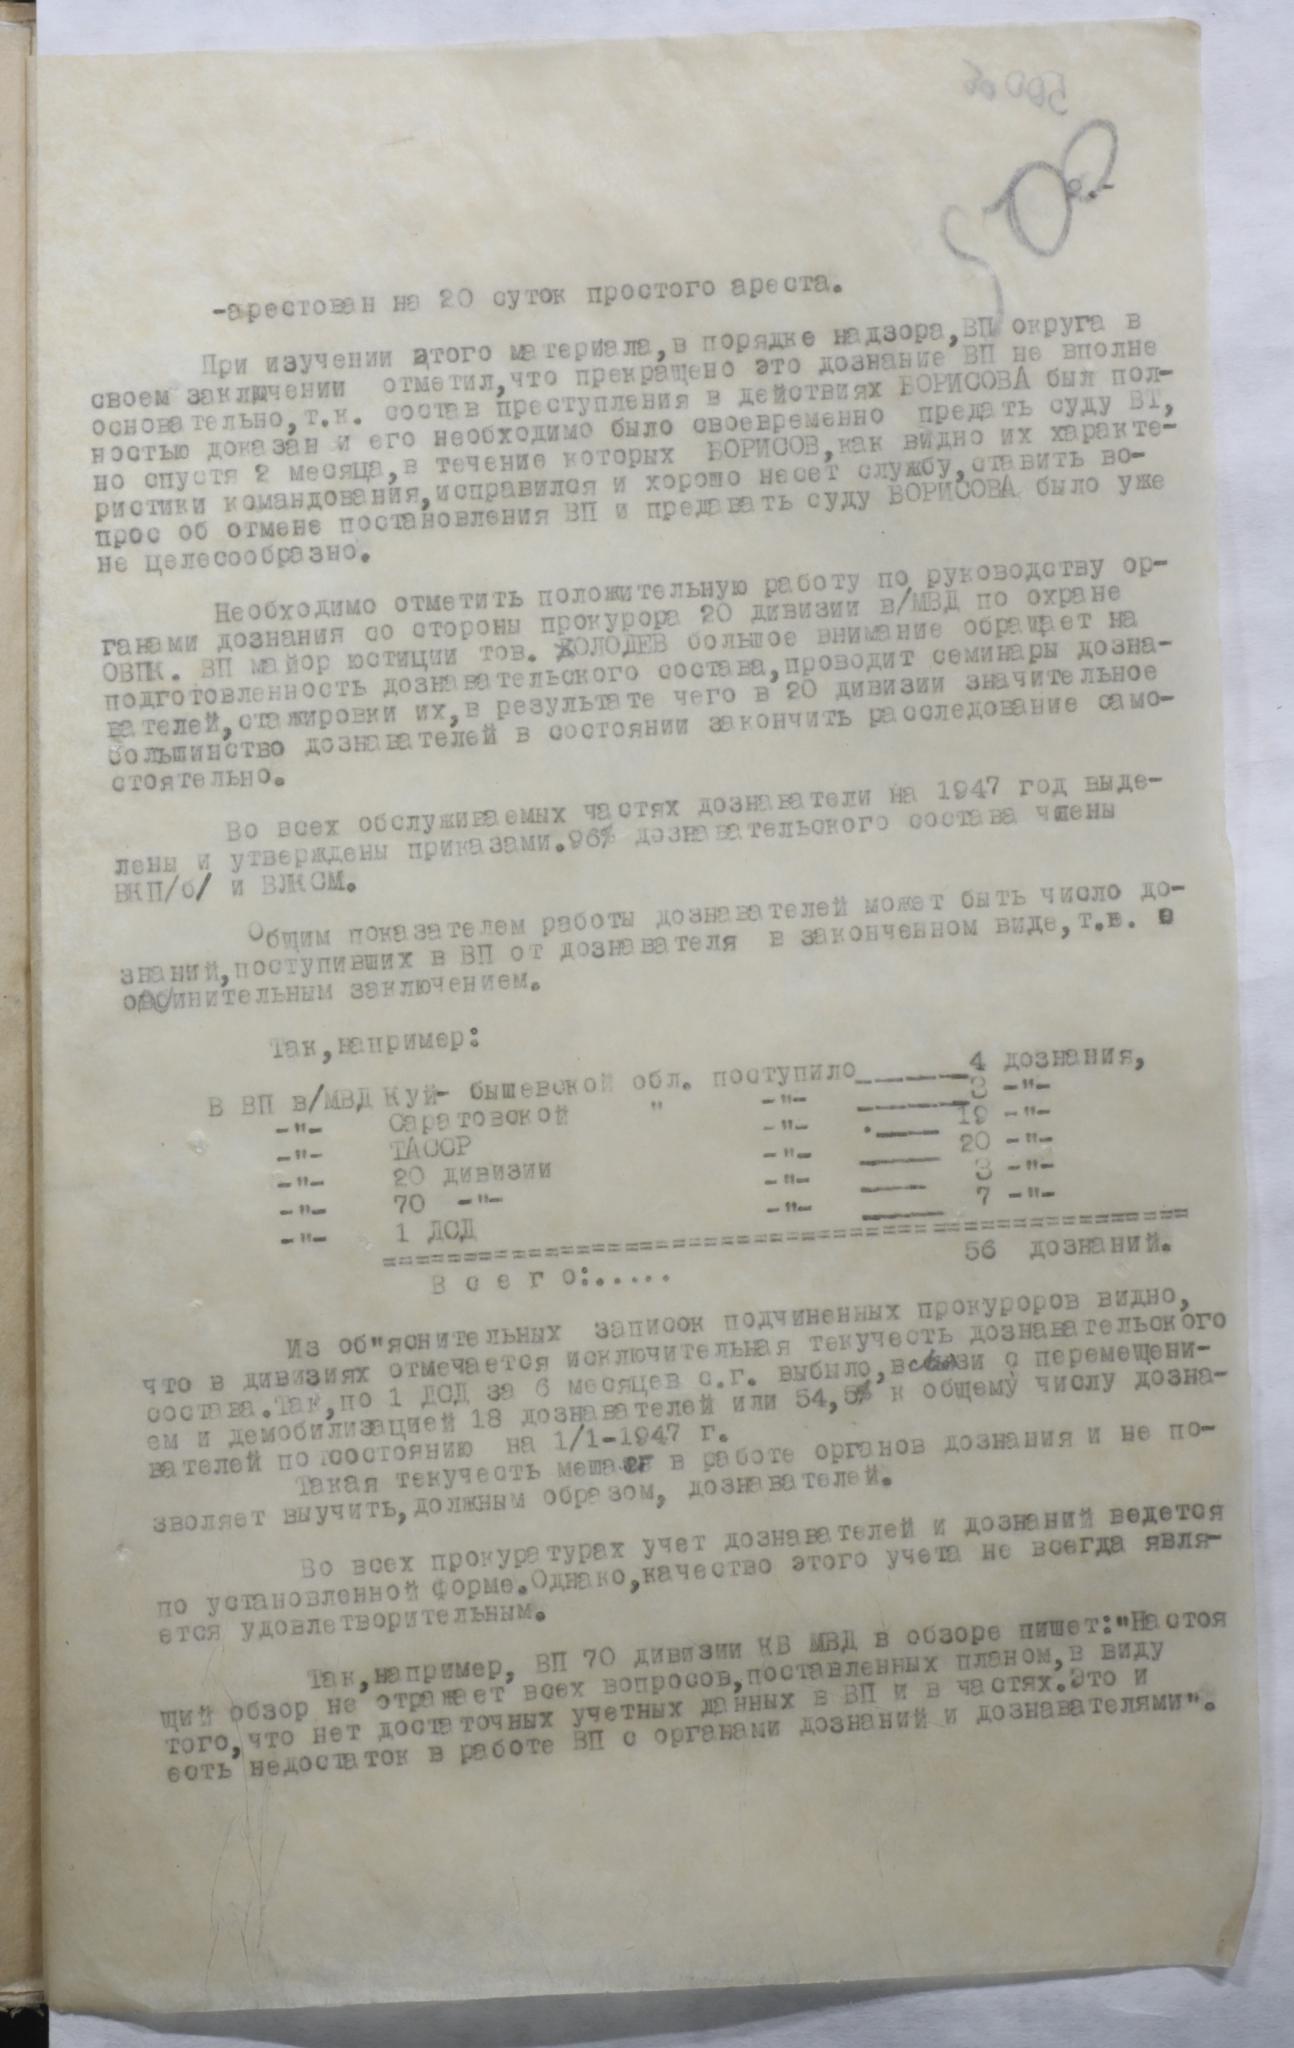 500
-арестован на 20 суток простого ареста.
При изучении этого материала,в порядке надзора,ВП округа в
своем заключении отметил,что прекращено это дознание ВП не вполне
основательно,т.к. состав преступления в действиях БОРИСОВА был пол-
ностью доказан и его необходимо было своевременно предать суду ВТ,
но спустя 2 месяца,в течение которых БОРИСОВ,как видно их характе-
ристики командования,исправился и хорошо несет службу,ставить во-
прос об отмене постановления ВП и предавать суду БОРИСОВА было уже
не целесообразно.
Необходимо отметить положительную работу по руководству ор-
ганами дознания со стороны прокурора 20 дивизии в/МВД по охране
ОВПК. ВП майор юстиции тов. ХОЛОДЕВ большое внимание обращает на
подготовленность дознавательского состава,проводит семинары дозна-
вателей,стажировки их,в результате чего в 20 дивизии значительное
большинство дознавателей в состоянии закончить расследование само-
стоятельно.
Во всех обслуживаемых частях дознаватели на 1947 год выде-
лены и утверждены приказами.96% дознавательского состава члены
ВКП/б/ и ВЛКСМ.
Общим показателем работы дознавателей может быть число до-
знаний,поступивших в ВП от дознавателя в законченном виде,т.е. с
обвинительным заключением.
Так,например:
В ВП в/МВД Куй- бышевской обл. поступило______4 дознания,
-"- Саратовской " -"- ______3 -"-
-"- ТАССР -"- .____19 -"-
-"- 20 дивизии -"- _____ 20 -"-
-"- 70 -"- -"- ____ 3 -"-
-"- 1 ДСД -"- _____ 7 -"-
==================================================
В с е г о:..... 56 дознаний.
Из об"яснительных записок подчиненных прокуроров видно,
что в дивизиях отмечается исключительная текучесть дознавательского
состава.Так,по 1 ДСД за 6 месяцев с.г. выбыло,в связи с перемещени-
ем и демобилизацией 18 дознавателей или 54,5% к общему числу дозна-
вателей по состоянию на 1/1-1947 г.
Такая текучесть мешает в работе органов дознания и не по-
зволяет выучить,должным образом, дознавателей.
Во всех прокуратурах учет дознавателей и дознаний ведется
по установленной форме.Однако,качество этого учета не всегда явля-
ется удовлетворительным.
Так,например, ВП 70 дивизии КВ МВД в обзоре пишет:"Настоя
щий обзор не отражает всех вопросов,поставленных планом,в виду
того,что нет достаточных учетных данных в ВП и в частях.Это и
есть недостаток в работе ВП с органами дознаний и дознавателями".